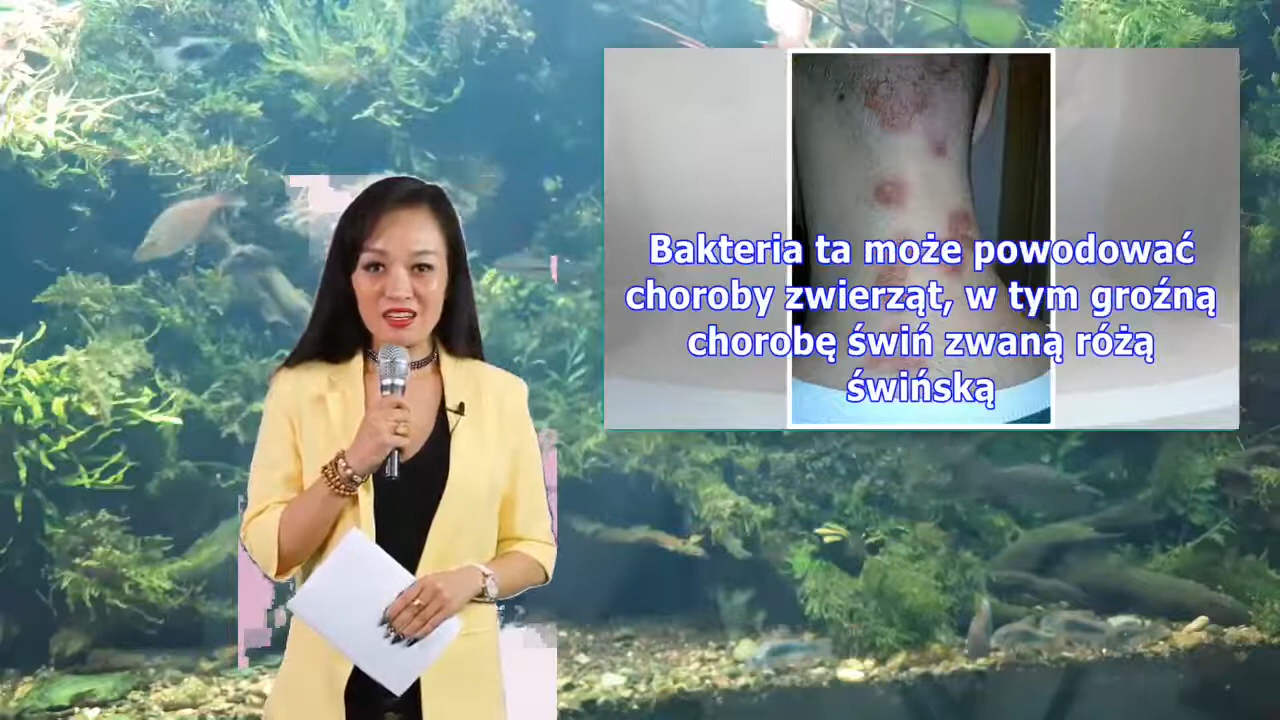 Bakteria ta może powodować
choroby zwierząt, w tym groźną
chorobę świń zwaną różą
świńską